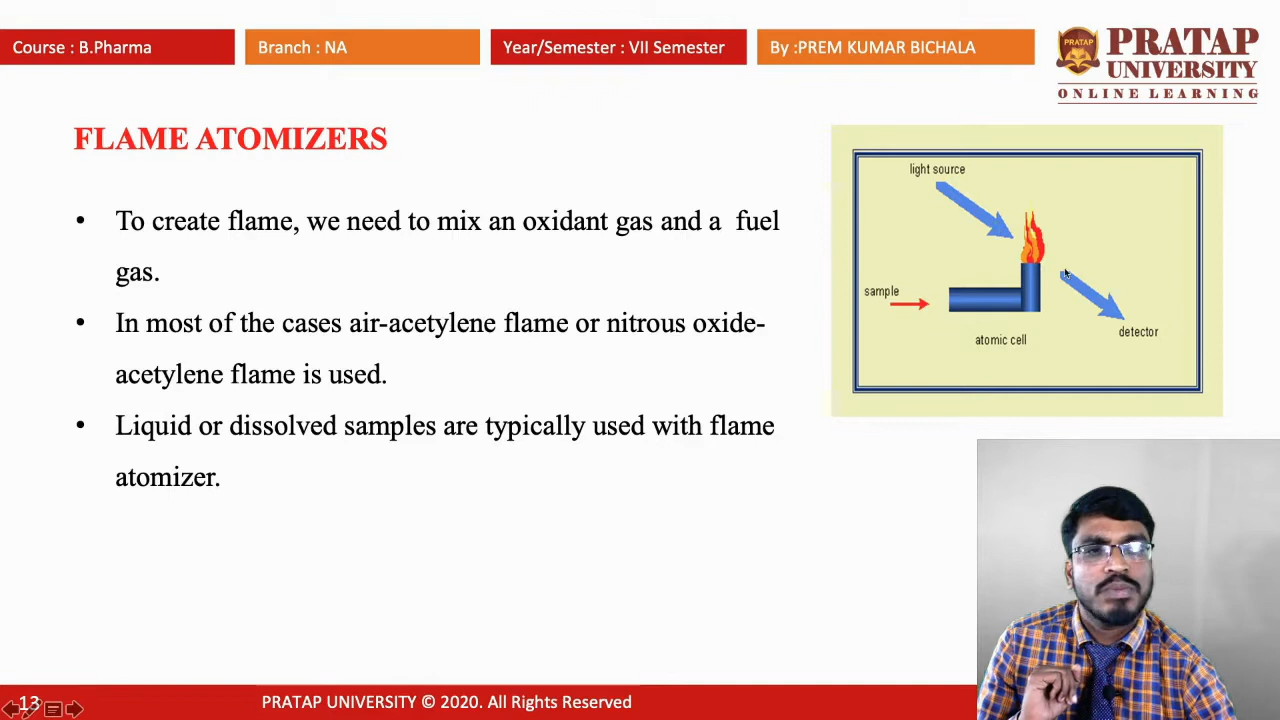 Course : B.Pharma
Branch : NA
Year/Semester : VII Semester
By :PREM KUMAR BICHALA
PRATAP
PRATAP
UNIVERSITY
ONLINE LEARNING
FLAME ATOMIZERS
• To create flame, we need to mix an oxidant gas and a fuel
gas.
• In most of the cases air-acetylene flame or nitrous oxide-
acetylene flame is used.
• Liquid or dissolved samples are typically used with flame
atomizer.
light source
sample
atomic cell
detector
13
PRATAP UNIVERSITY © 2020. All Rights Reserved